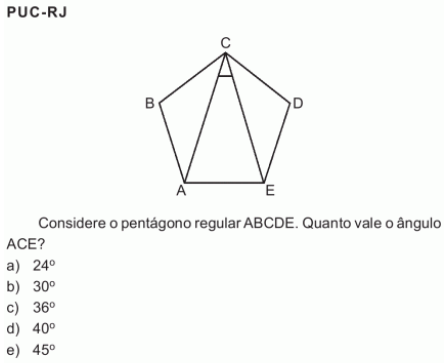 PUC-RJ
C
B
D
A
E
Considere o pentágono regular ABCDE. Quanto vale o ângulo
ACE?
a) 24º
b) 30º
c) 36º
d) 40º
e) 45º